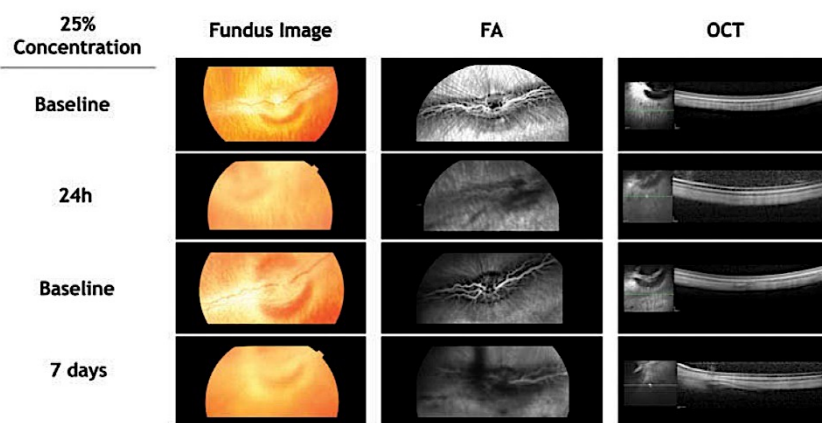 25%
Concentration
Fundus Image
FA
OCT
Baseline
24h
Baseline
7 days